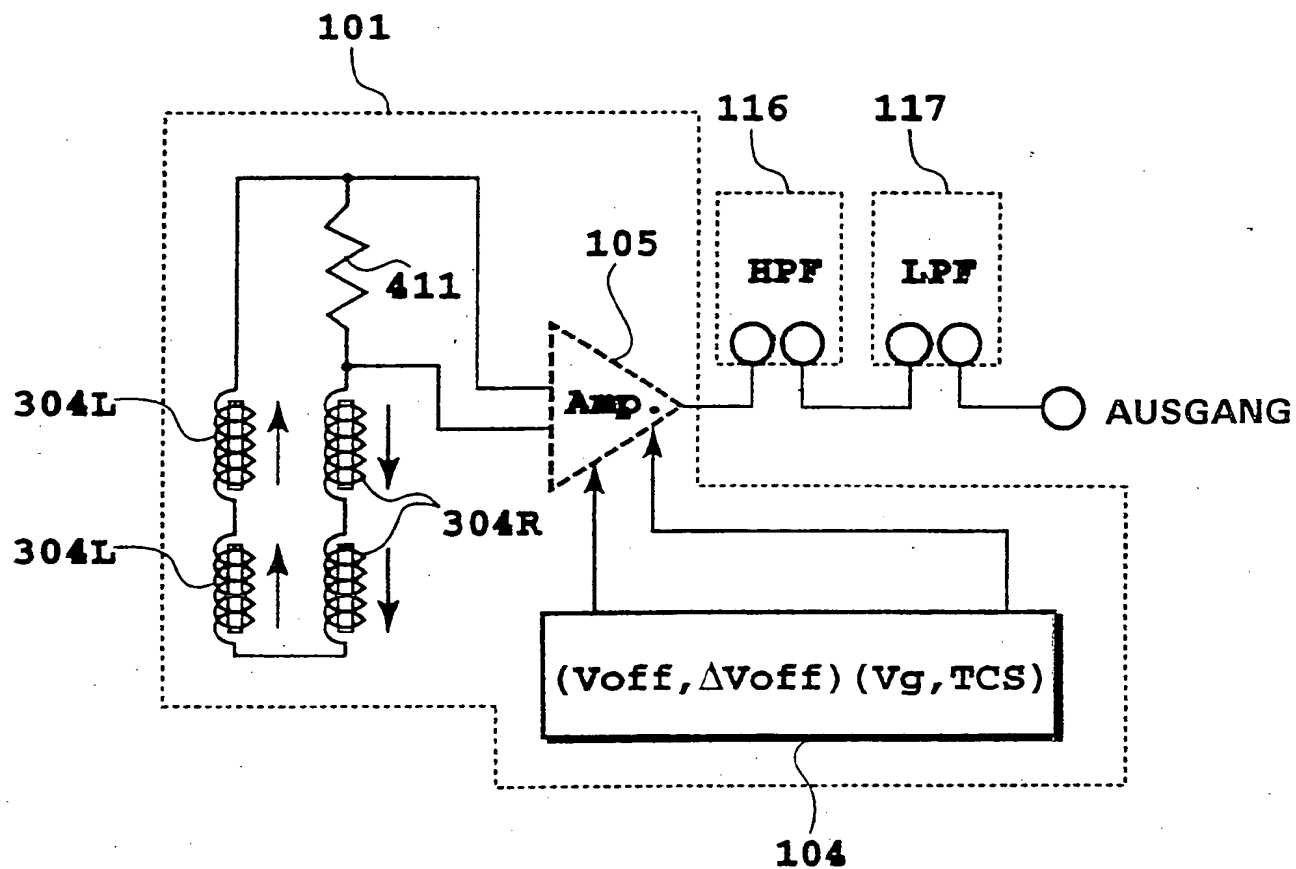 101
116
117
105
HPF
LPF
411
304L
Amp.
AUSGANG
304R
304L
(Voff,ΔVoff)(Vg,TCS)
104